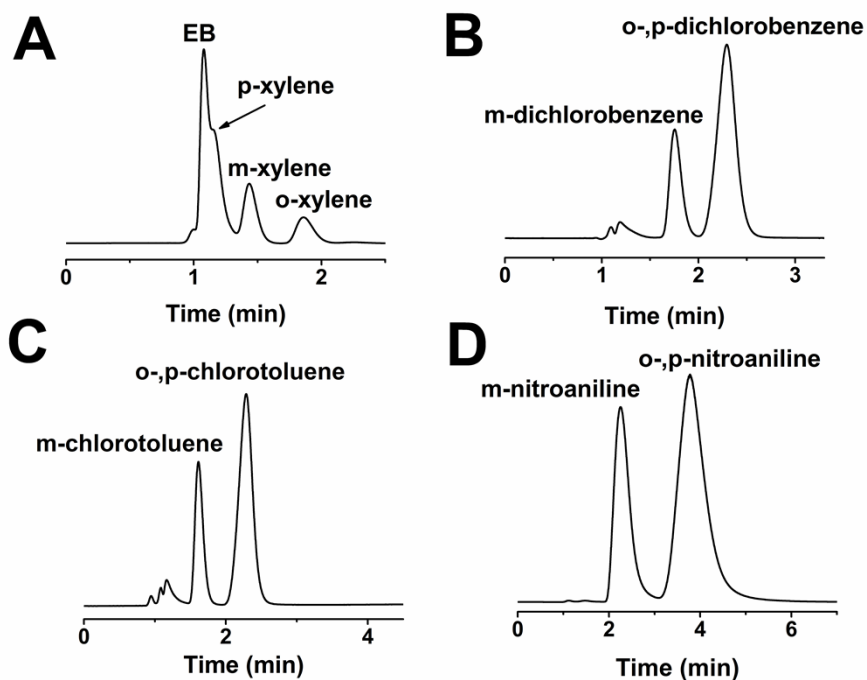 A
EB
p-xylene
m-xylene
o-xylene
0 1 2
Time (min)
B
o-,p-dichlorobenzene
m-dichlorobenzene
0 1 2 3
Time (min)
C
o-,p-chlorotoluene
m-chlorotoluene
0 2 4
Time (min)
D
o-,p-nitroaniline
m-nitroaniline
0 2 4 6
Time (min)